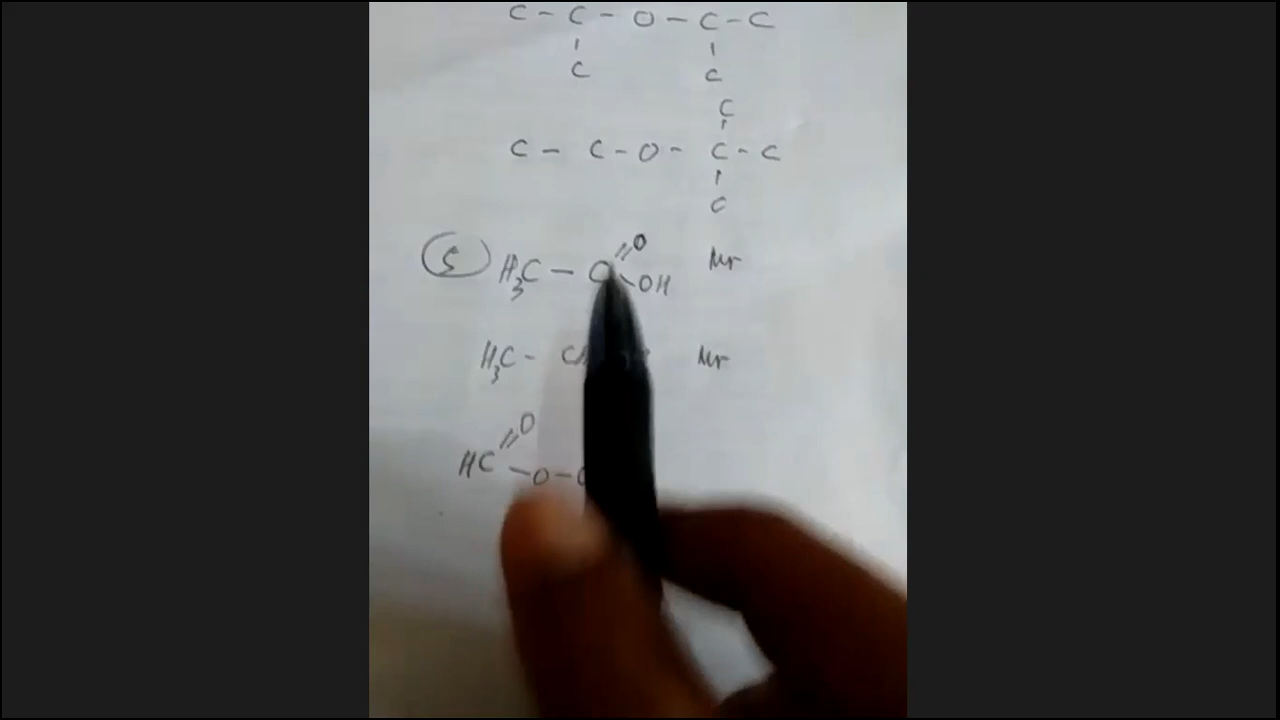 C - C - O - C - C
C C
C
C - C - O - C - C
C
5 H3C - C O OH Mr
H3C - Mr
HC O - O -